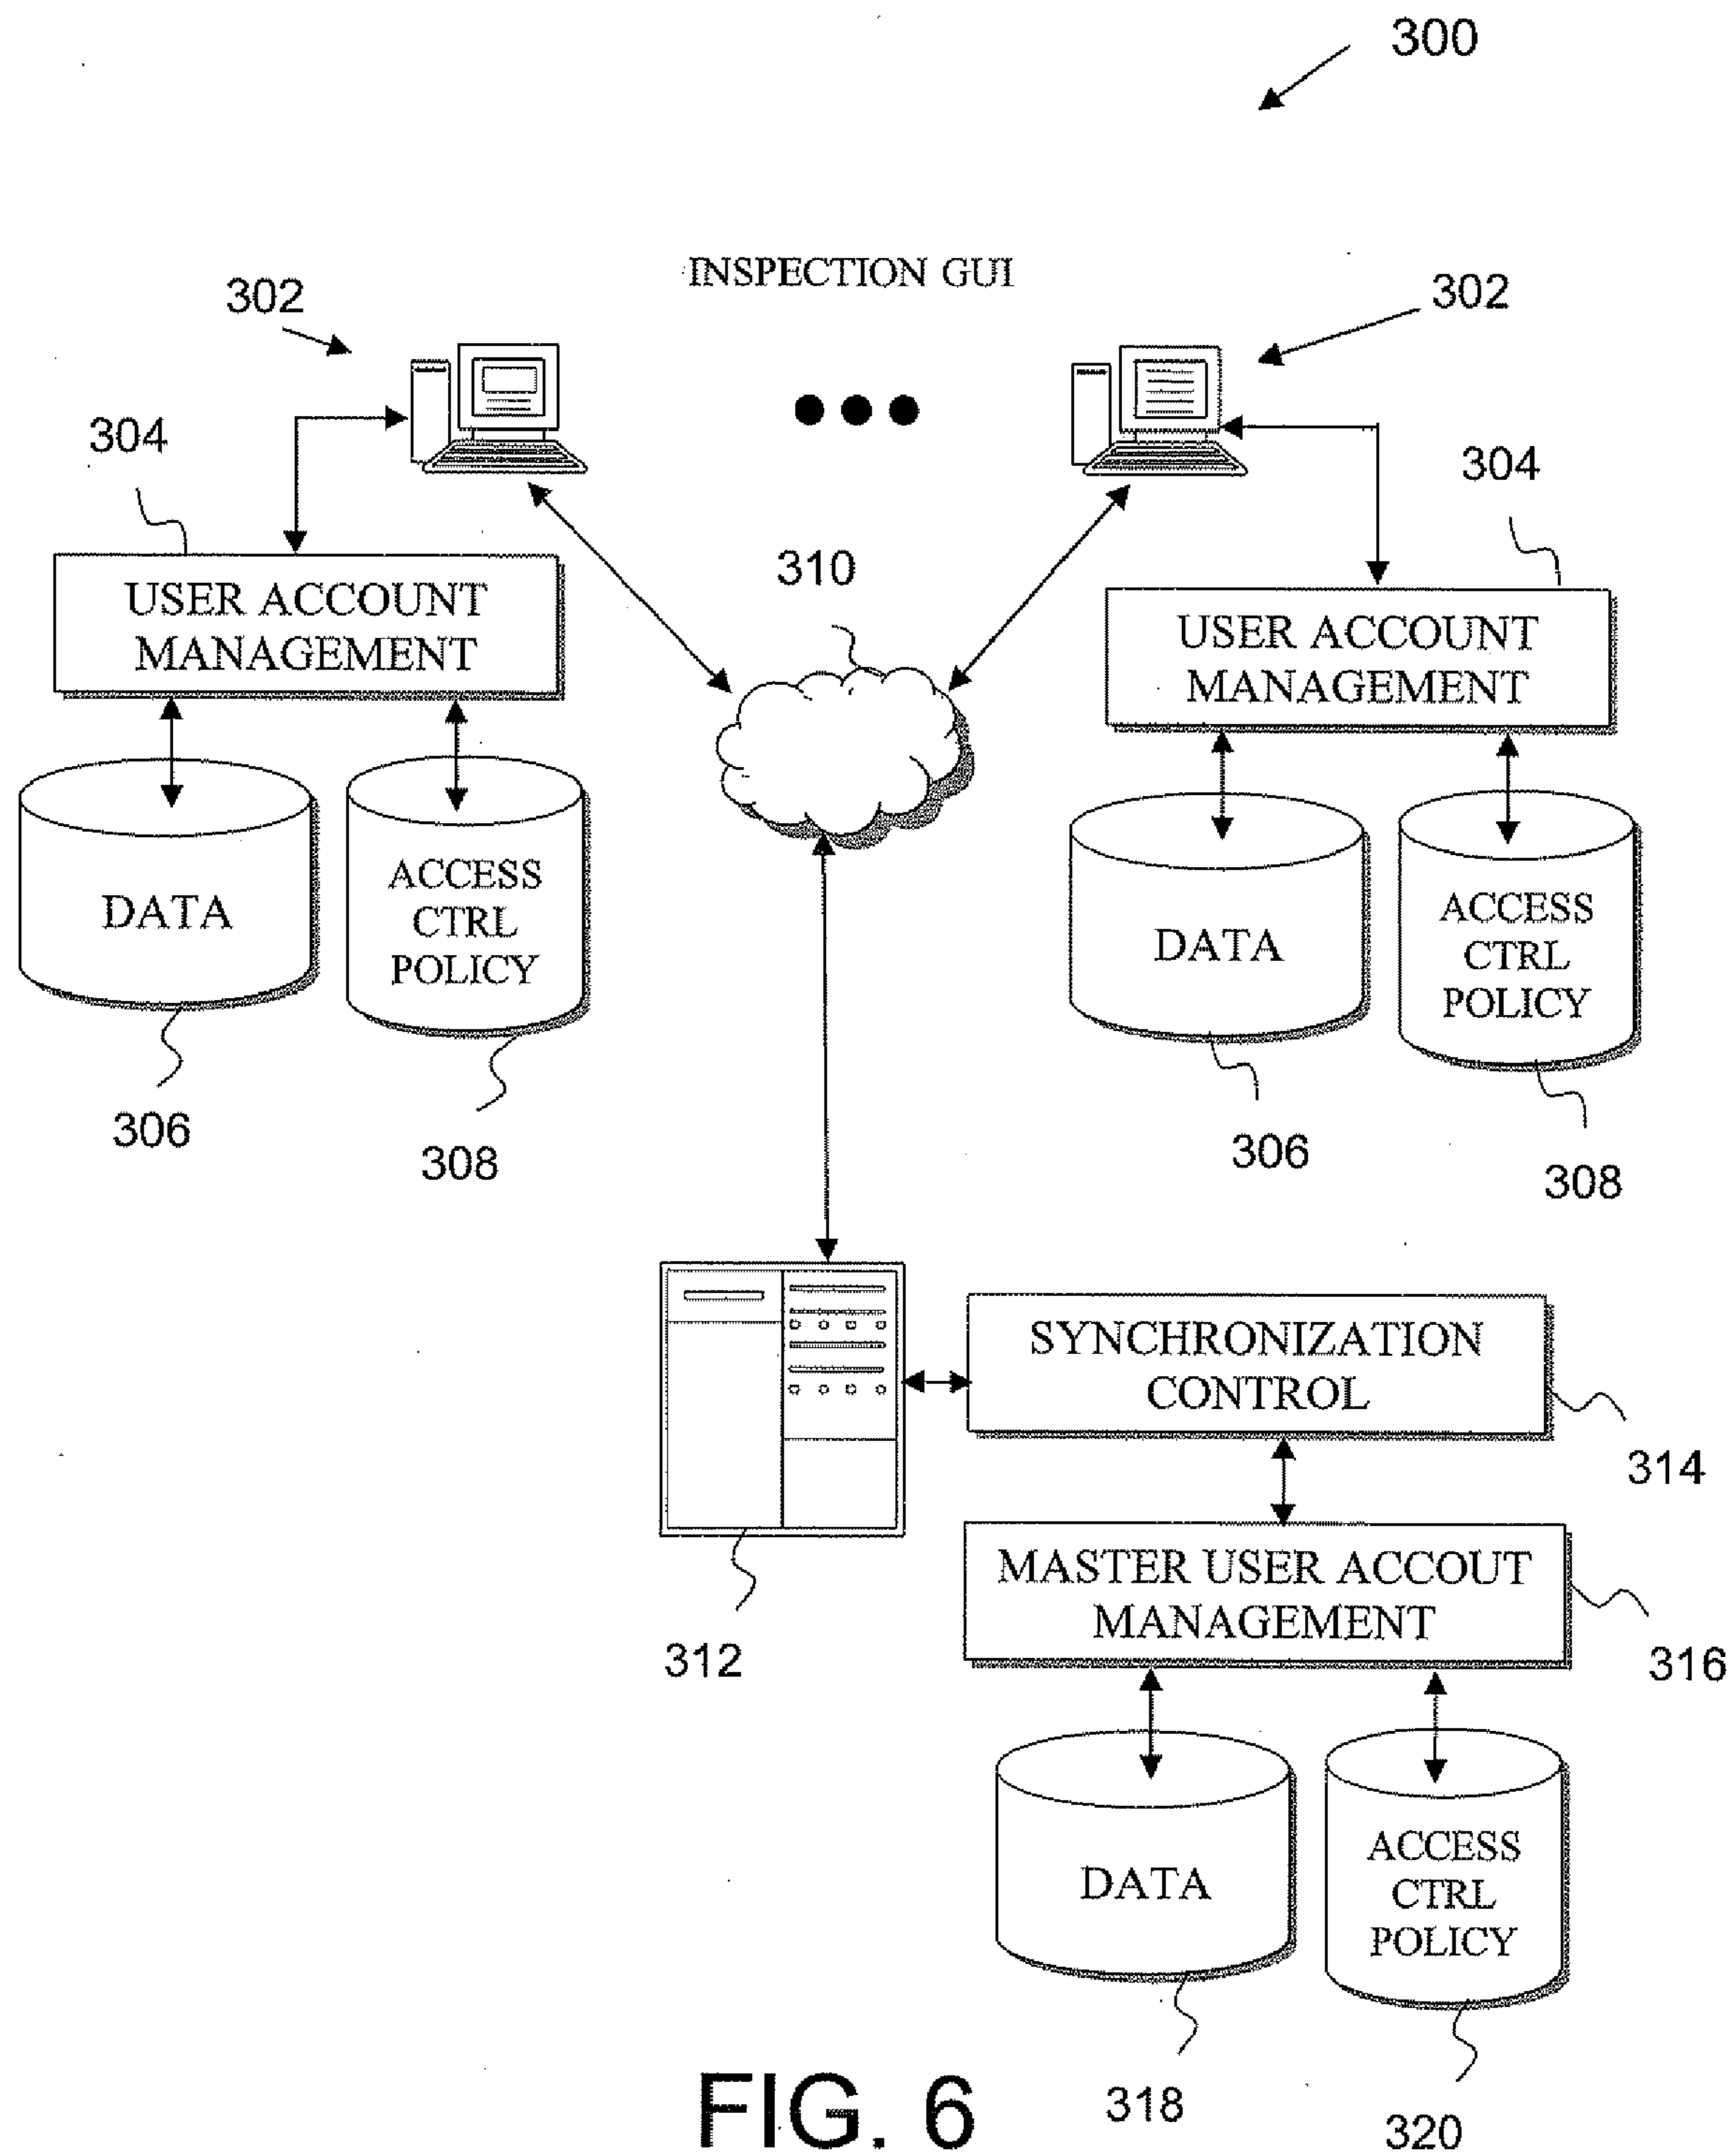 300
INSPECTION GUI
302
302
304
304
310
USER ACCOUNT
MANAGEMENT
USER ACCOUNT
MANAGEMENT
DATA
ACCESS
CTRL
POLICY
DATA
ACCESS
CTRL
POLICY
306
308
306
308
SYNCHRONIZATION
CONTROL
314
MASTER USER ACCOUT
MANAGEMENT
312
316
DATA
ACCESS
CTRL
POLICY
318
320
FIG. 6